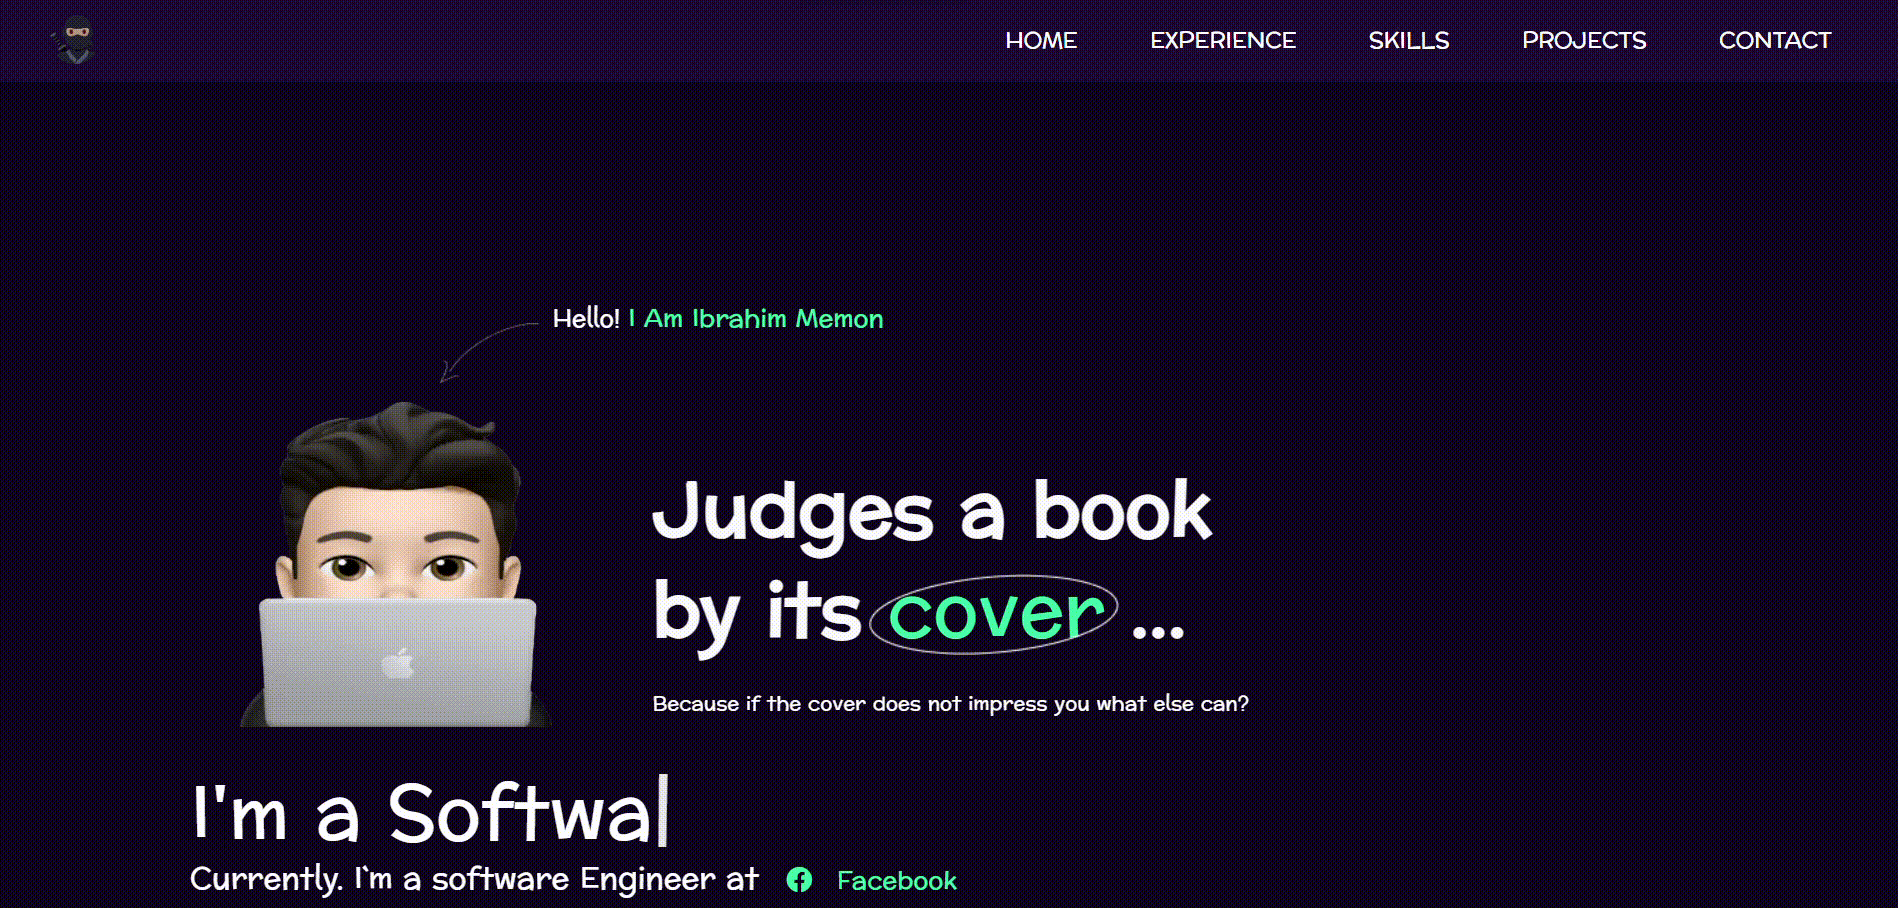 HOME EXPERIENCE SKILLS PROJECTS CONTACT
Hello! I Am Ibrahim Memon
Judges a book
by its cover ...
Because if the cover does not impress you what else can?
I'm a Softwa
Currently. I`m a software Engineer at Facebook